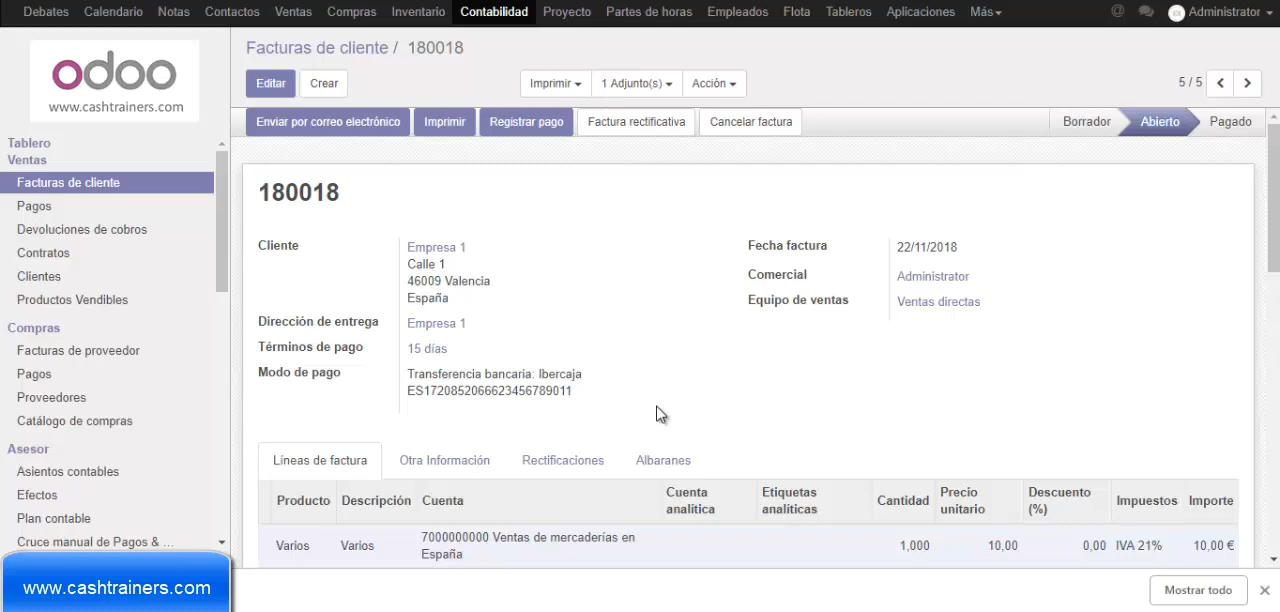 Debates Calendario Notas Contactos Ventas Compras Inventario Contabilidad Proyecto Partes de horas Empleados Flota Tableros Aplicaciones Más @ Administrator
odoo
www.cashtrainers.com
Tablero
Ventas
Facturas de cliente
Pagos
Devoluciones de cobros
Contratos
Clientes
Productos Vendibles
Compras
Facturas de proveedor
Pagos
Proveedores
Catálogo de compras
Asesor
Asientos contables
Efectos
Plan contable
Cruce manual de Pagos & ...
www.cashtrainers.com
Facturas de cliente / 180018
Editar Crear Imprimir 1 Adjunto(s) Acción 5 / 5
Enviar por correo electrónico Imprimir Registrar pago Factura rectificativa Cancelar factura Borrador Abierto Pagado
180018
Cliente Empresa 1
Calle 1
46009 Valencia
España
Dirección de entrega Empresa 1
Términos de pago 15 días
Modo de pago Transferencia bancaria: Ibercaja
ES1720852066623456789011
Fecha factura 22/11/2018
Comercial Administrator
Equipo de ventas Ventas directas
Líneas de factura Otra Información Rectificaciones Albaranes
Producto Descripción Cuenta Cuenta analítica Etiquetas analíticas Cantidad Precio unitario Descuento (%) Impuestos Importe
Varios Varios 7000000000 Ventas de mercaderías en España 1,000 10,00 0,00 IVA 21% 10,00 €
Mostrar todo